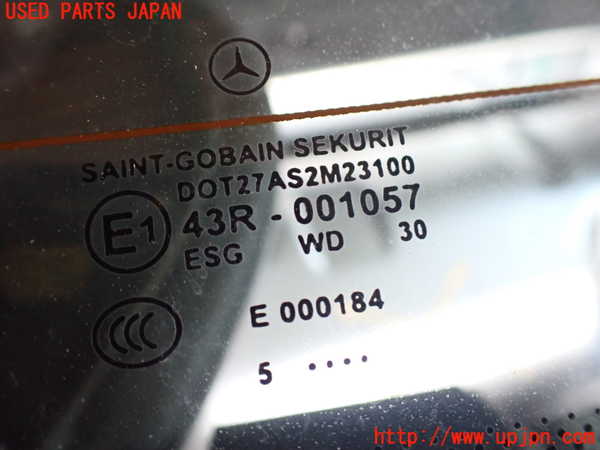 USED PARTS JAPAN
SAINT-GOBAIN SEKURIT
DOT27AS2M23100
E1 43R - 001057
ESG WD 30
CCC
E 000184
5 ....
http://www.upjpn.com